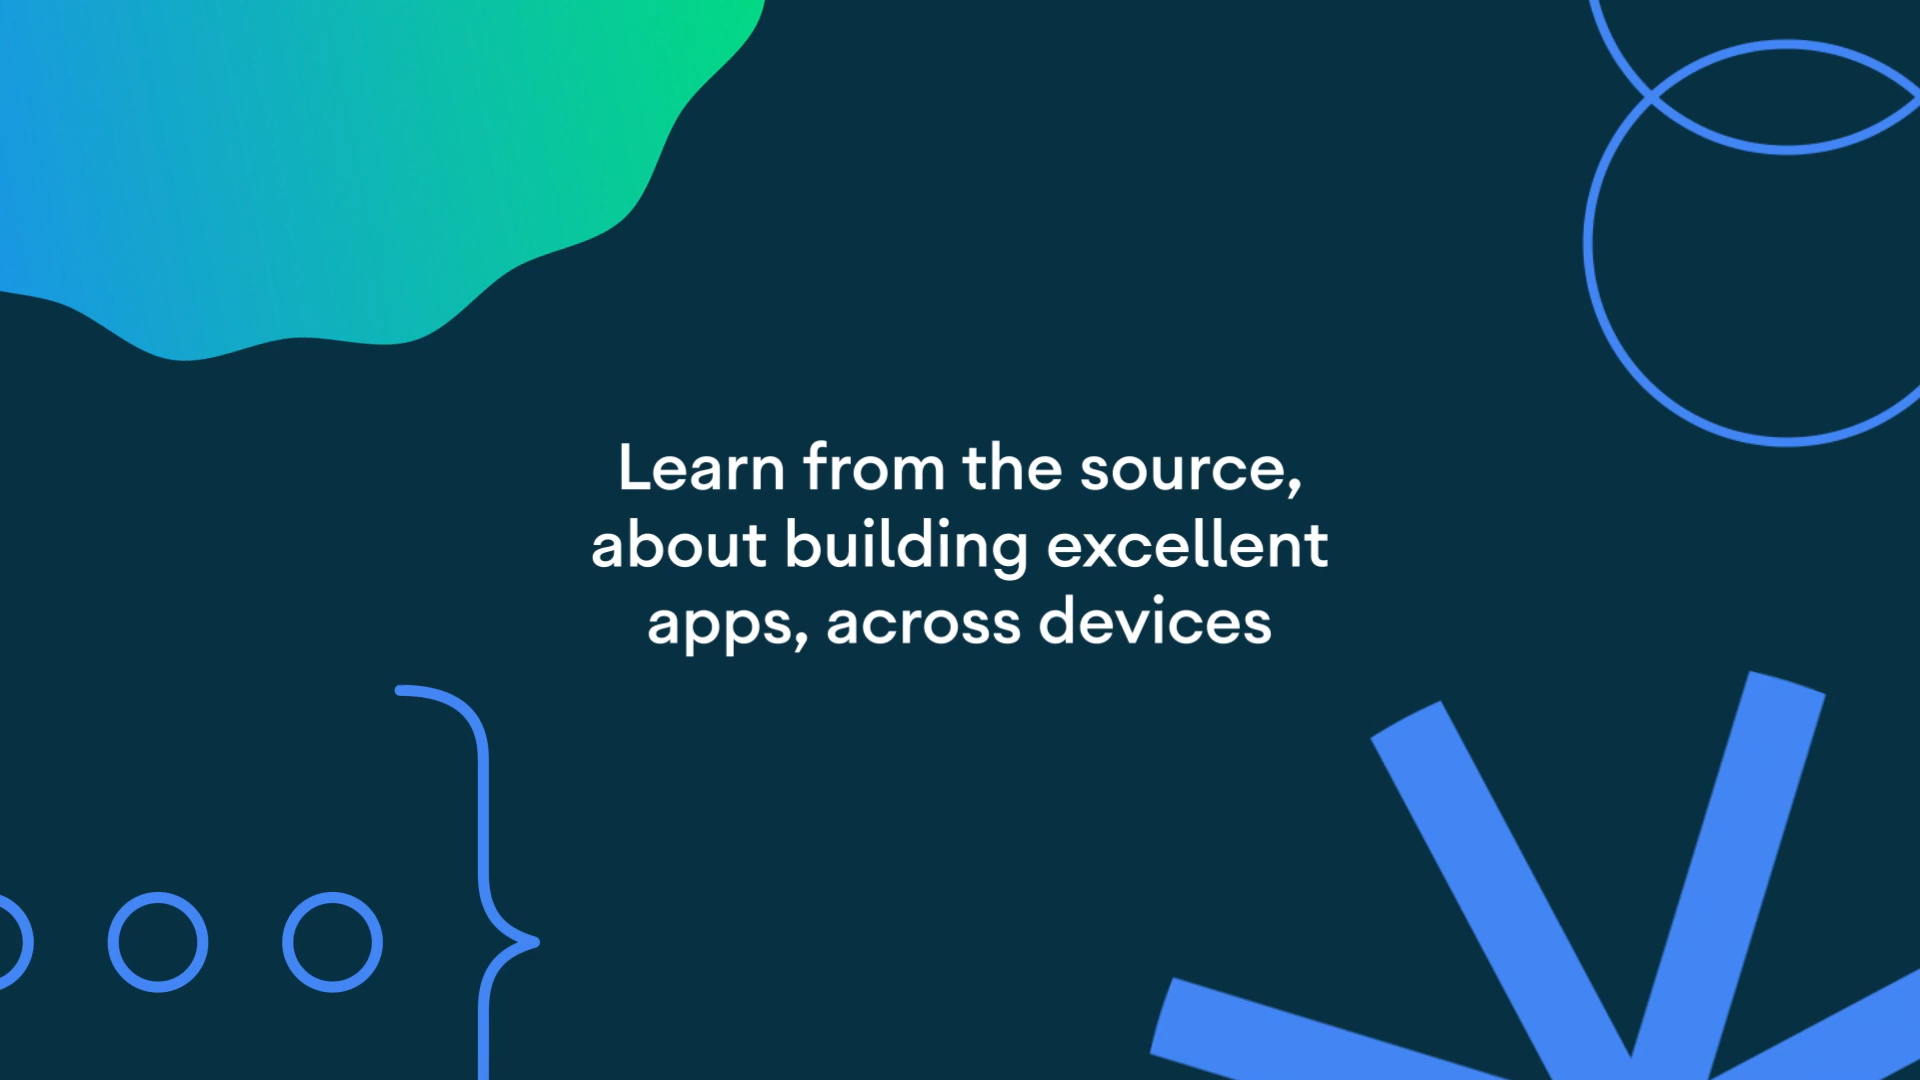 Learn from the source,
about building excellent
apps, across devices